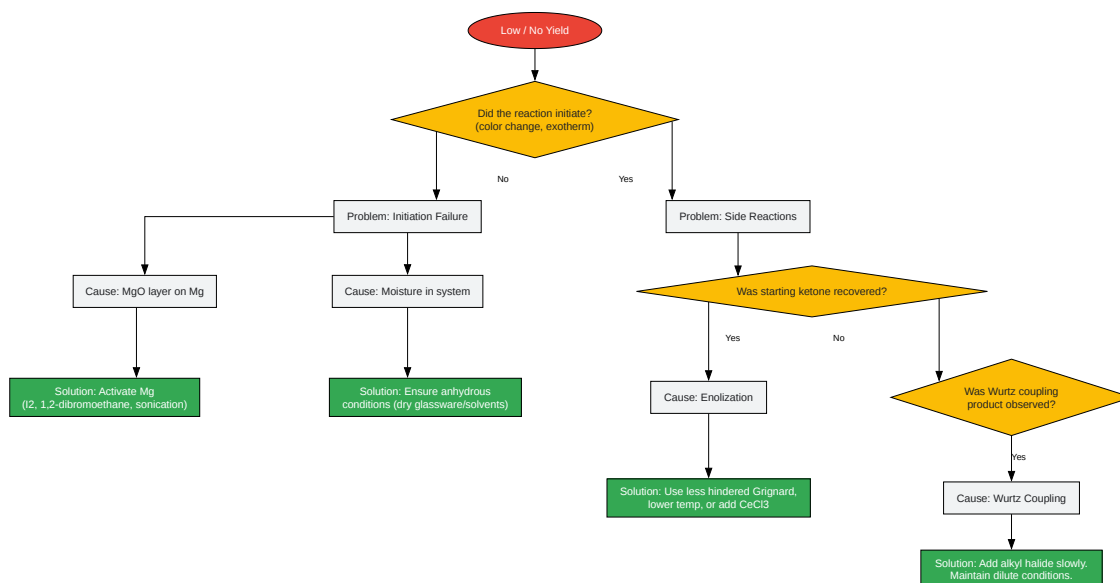 Low / No Yield
Did the reaction initiate?
(color change, exotherm)
No
Yes
Problem: Initiation Failure
Problem: Side Reactions
Cause: MgO layer on Mg
Cause: Moisture in system
Was starting ketone recovered?
Yes
No
Solution: Activate Mg
(I2, 1,2-dibromoethane, sonication)
Solution: Ensure anhydrous
conditions (dry glassware/solvents)
Cause: Enolization
Was Wurtz coupling
product observed?
Yes
Solution: Use less hindered Grignard,
lower temp, or add CeCl3
Cause: Wurtz Coupling
Solution: Add alkyl halide slowly.
Maintain dilute conditions.